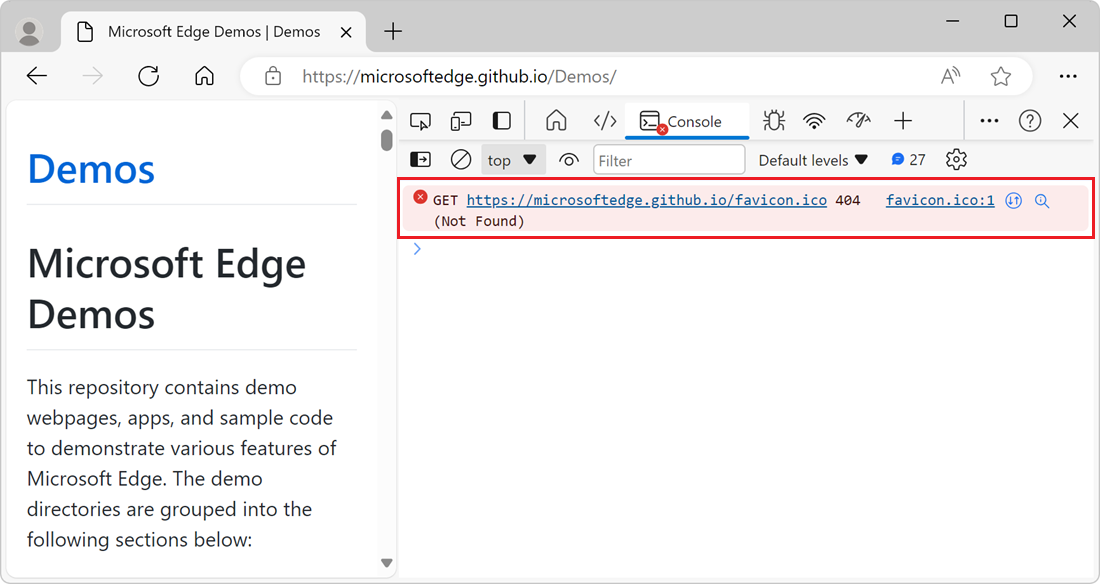 Microsoft Edge Demos | Demos
https://microsoftedge.github.io/Demos/
Demos
Microsoft Edge
Demos
This repository contains demo
webpages, apps, and sample code
to demonstrate various features of
Microsoft Edge. The demo
directories are grouped into the
following sections below:
Console
top Filter Default levels 27
GET https://microsoftedge.github.io/favicon.ico 404 favicon.ico:1
(Not Found)